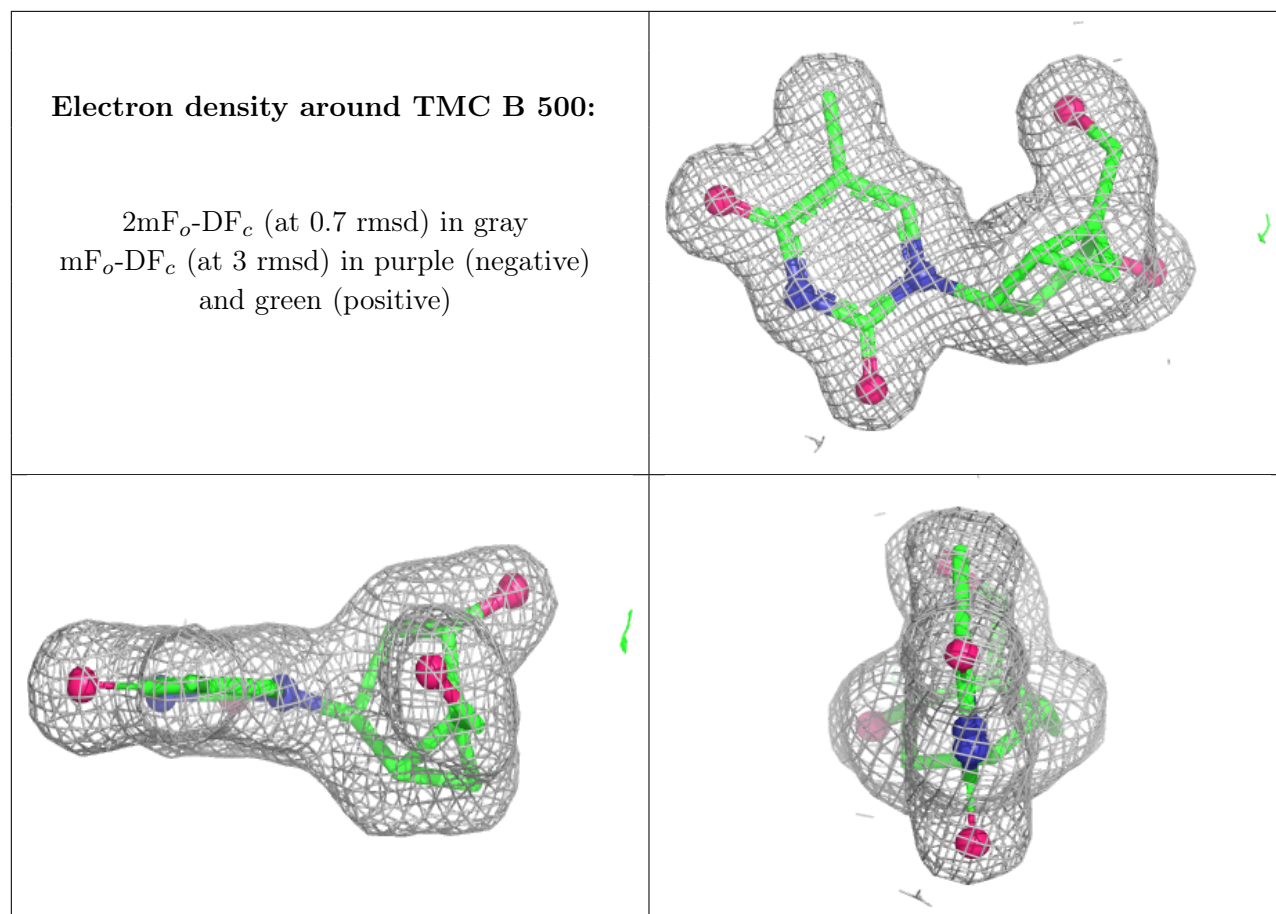 Electron density around TMC B 500:
2mFo-DFc (at 0.7 rmsd) in gray
mFo-DFc (at 3 rmsd) in purple (negative)
and green (positive)